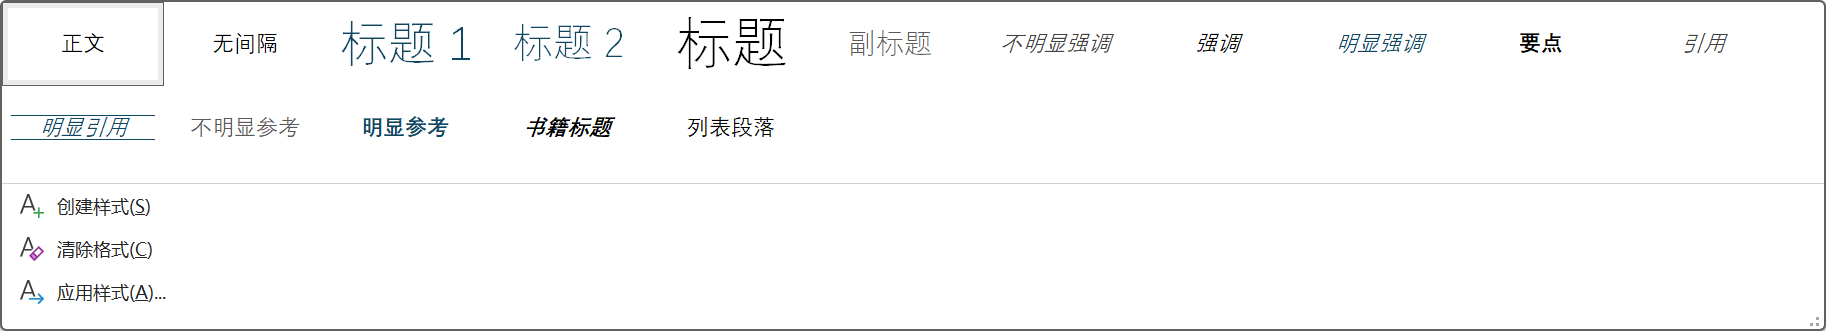 正文 无间隔 标题 1 标题 2 标题 副标题 不明显强调 强调 明显强调 要点 引用
明显引用 不明显参考 明显参考 书籍标题 列表段落
创建样式(S)
清除格式(C)
应用样式(A)...